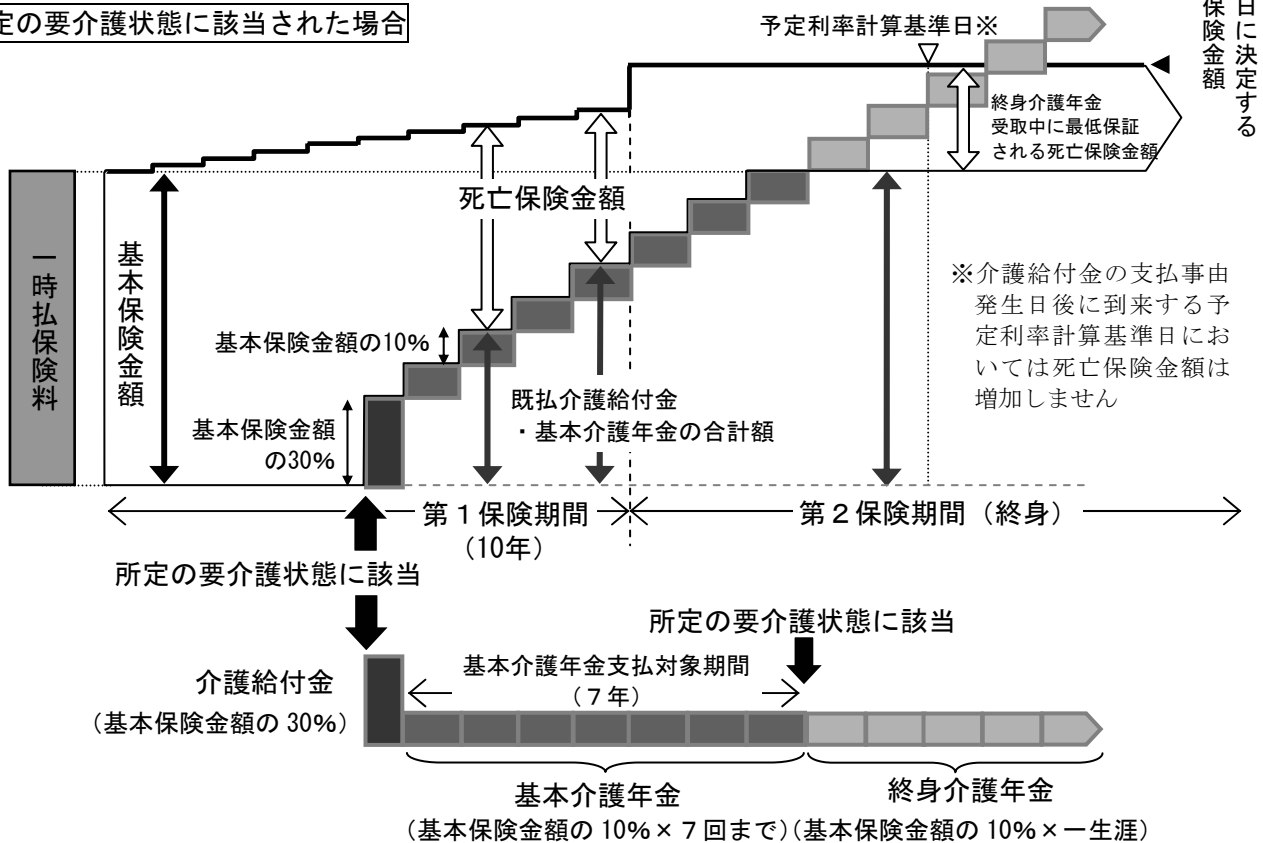 定の要介護状態に該当された場合
予定利率計算基準日※
日に決定する
保険金額
終身介護年金
受取中に最低保証
される死亡保険金額
死亡保険金額
一時払保険料
基本保険金額
※介護給付金の支払事由
発生日後に到来する予
定利率計算基準日にお
いては死亡保険金額は
増加しません
基本保険金額の10%
既払介護給付金
・基本介護年金の合計額
基本保険金額
の30%
第1保険期間
(10年)
第2保険期間(終身)
所定の要介護状態に該当
所定の要介護状態に該当
介護給付金
(基本保険金額の 30%)
基本介護年金支払対象期間
(7年)
基本介護年金
(基本保険金額の 10%×7回まで)
終身介護年金
(基本保険金額の 10%×一生涯)